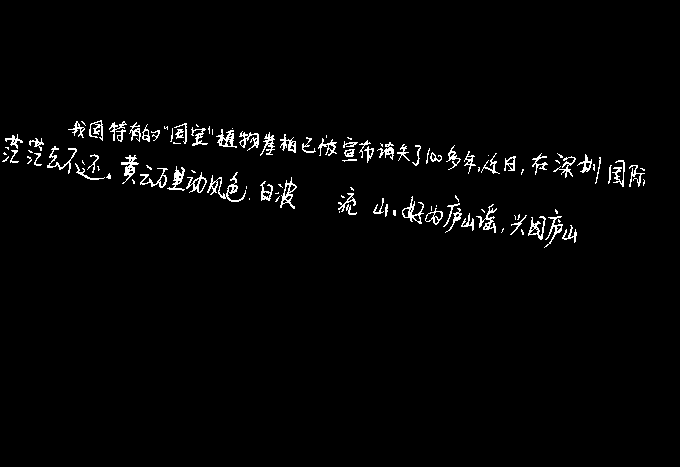 我国特有的“国宝”植物崖柏已被宣布消失了100多年,近日,在深圳国际
茫茫去不还。黄云万里动风色,白波 流 山。好为庐山谣,兴因庐山